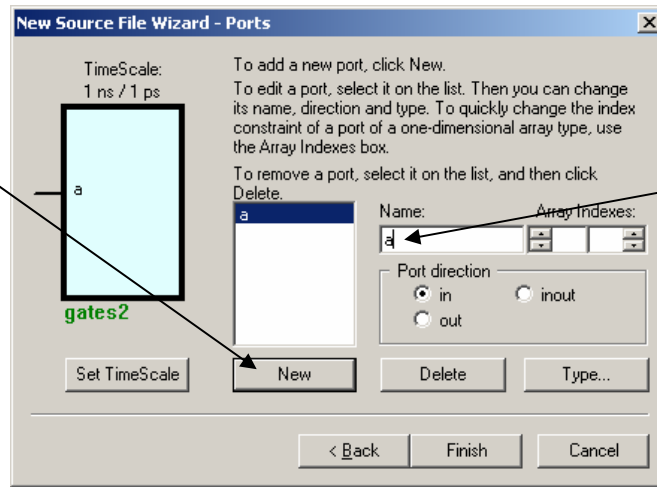 New Source File Wizard - Ports
TimeScale:
1 ns / 1 ps
a
gates2
Set TimeScale
To add a new port, click New.
To edit a port, select it on the list. Then you can change
its name, direction and type. To quickly change the index
constraint of a port of a one-dimensional array type, use
the Array Indexes box.
To remove a port, select it on the list, and then click
Delete.
a
Name:
Array Indexes:
a
Port direction
in
inout
out
New
Delete
Type...
< Back
Finish
Cancel